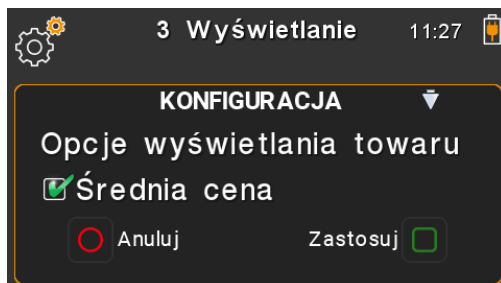 3 Wyświetlanie 11:27
KONFIGURACJA
Opcje wyświetlania towaru
Średnia cena
Anuluj Zastosuj